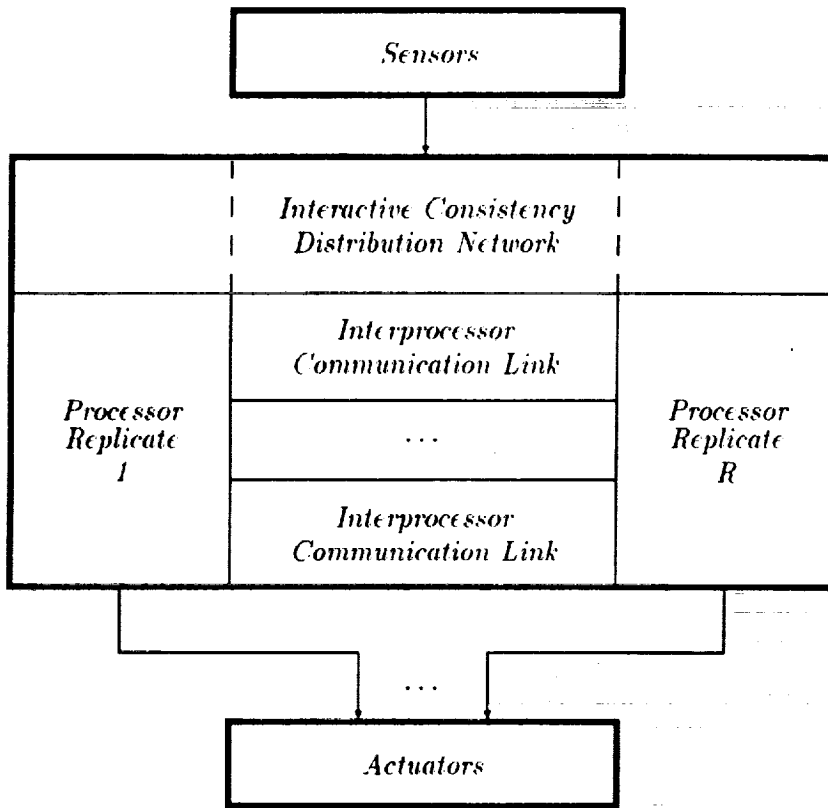 Sensors
Interactive Consistency
Distribution Network
Interprocessor
Communication Link
Processor
Replicate
1
...
Processor
Replicate
R
Interprocessor
Communication Link
...
Actuators